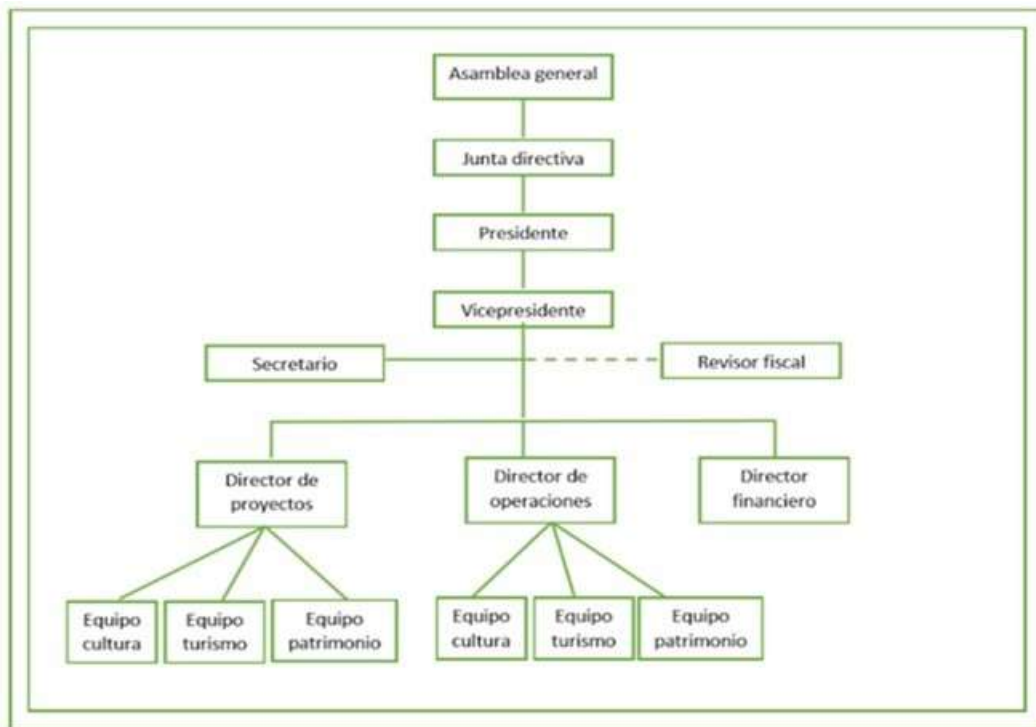 Asamblea general
Junta directiva
Presidente
Vicepresidente
Secretario
Revisor fiscal
Director de
proyectos
Director de
operaciones
Director
financiero
Equipo
cultura
Equipo
turismo
Equipo
patrimonio
Equipo
cultura
Equipo
turismo
Equipo
patrimonio